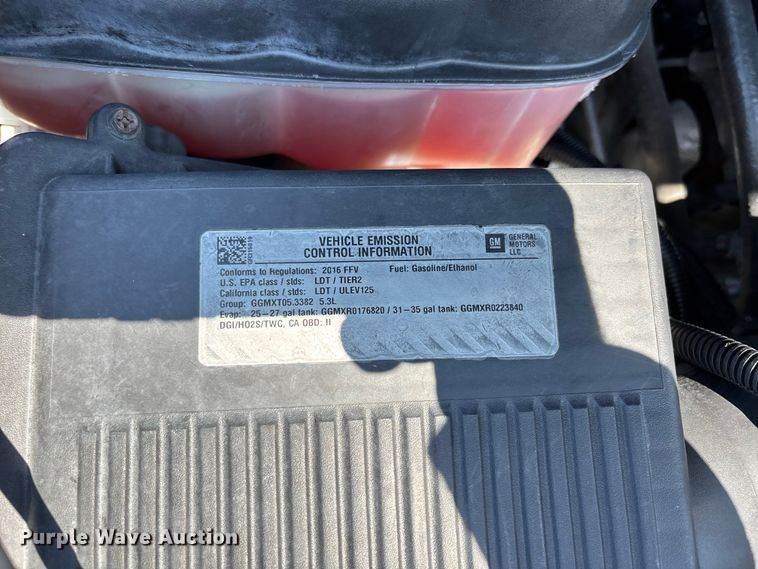 VEHICLE EMISSION
CONTROL INFORMATION
GM
GENERAL
MOTORS
LLC
Conforms to Regulations: 2016 FFV Fuel: Gasoline/Ethanol
U.S. EPA class / stds: LDT / TIER2
California class / stds: LDT / ULEV125
Group: GGMXT05.3382 5.3L
Evap: 25-27 gal tank: GGMXR0176820 / 31-35 gal tank: GGMXR0223840
DGI/HO2S/TWC, CA OBD: II
Purple Wave Auction